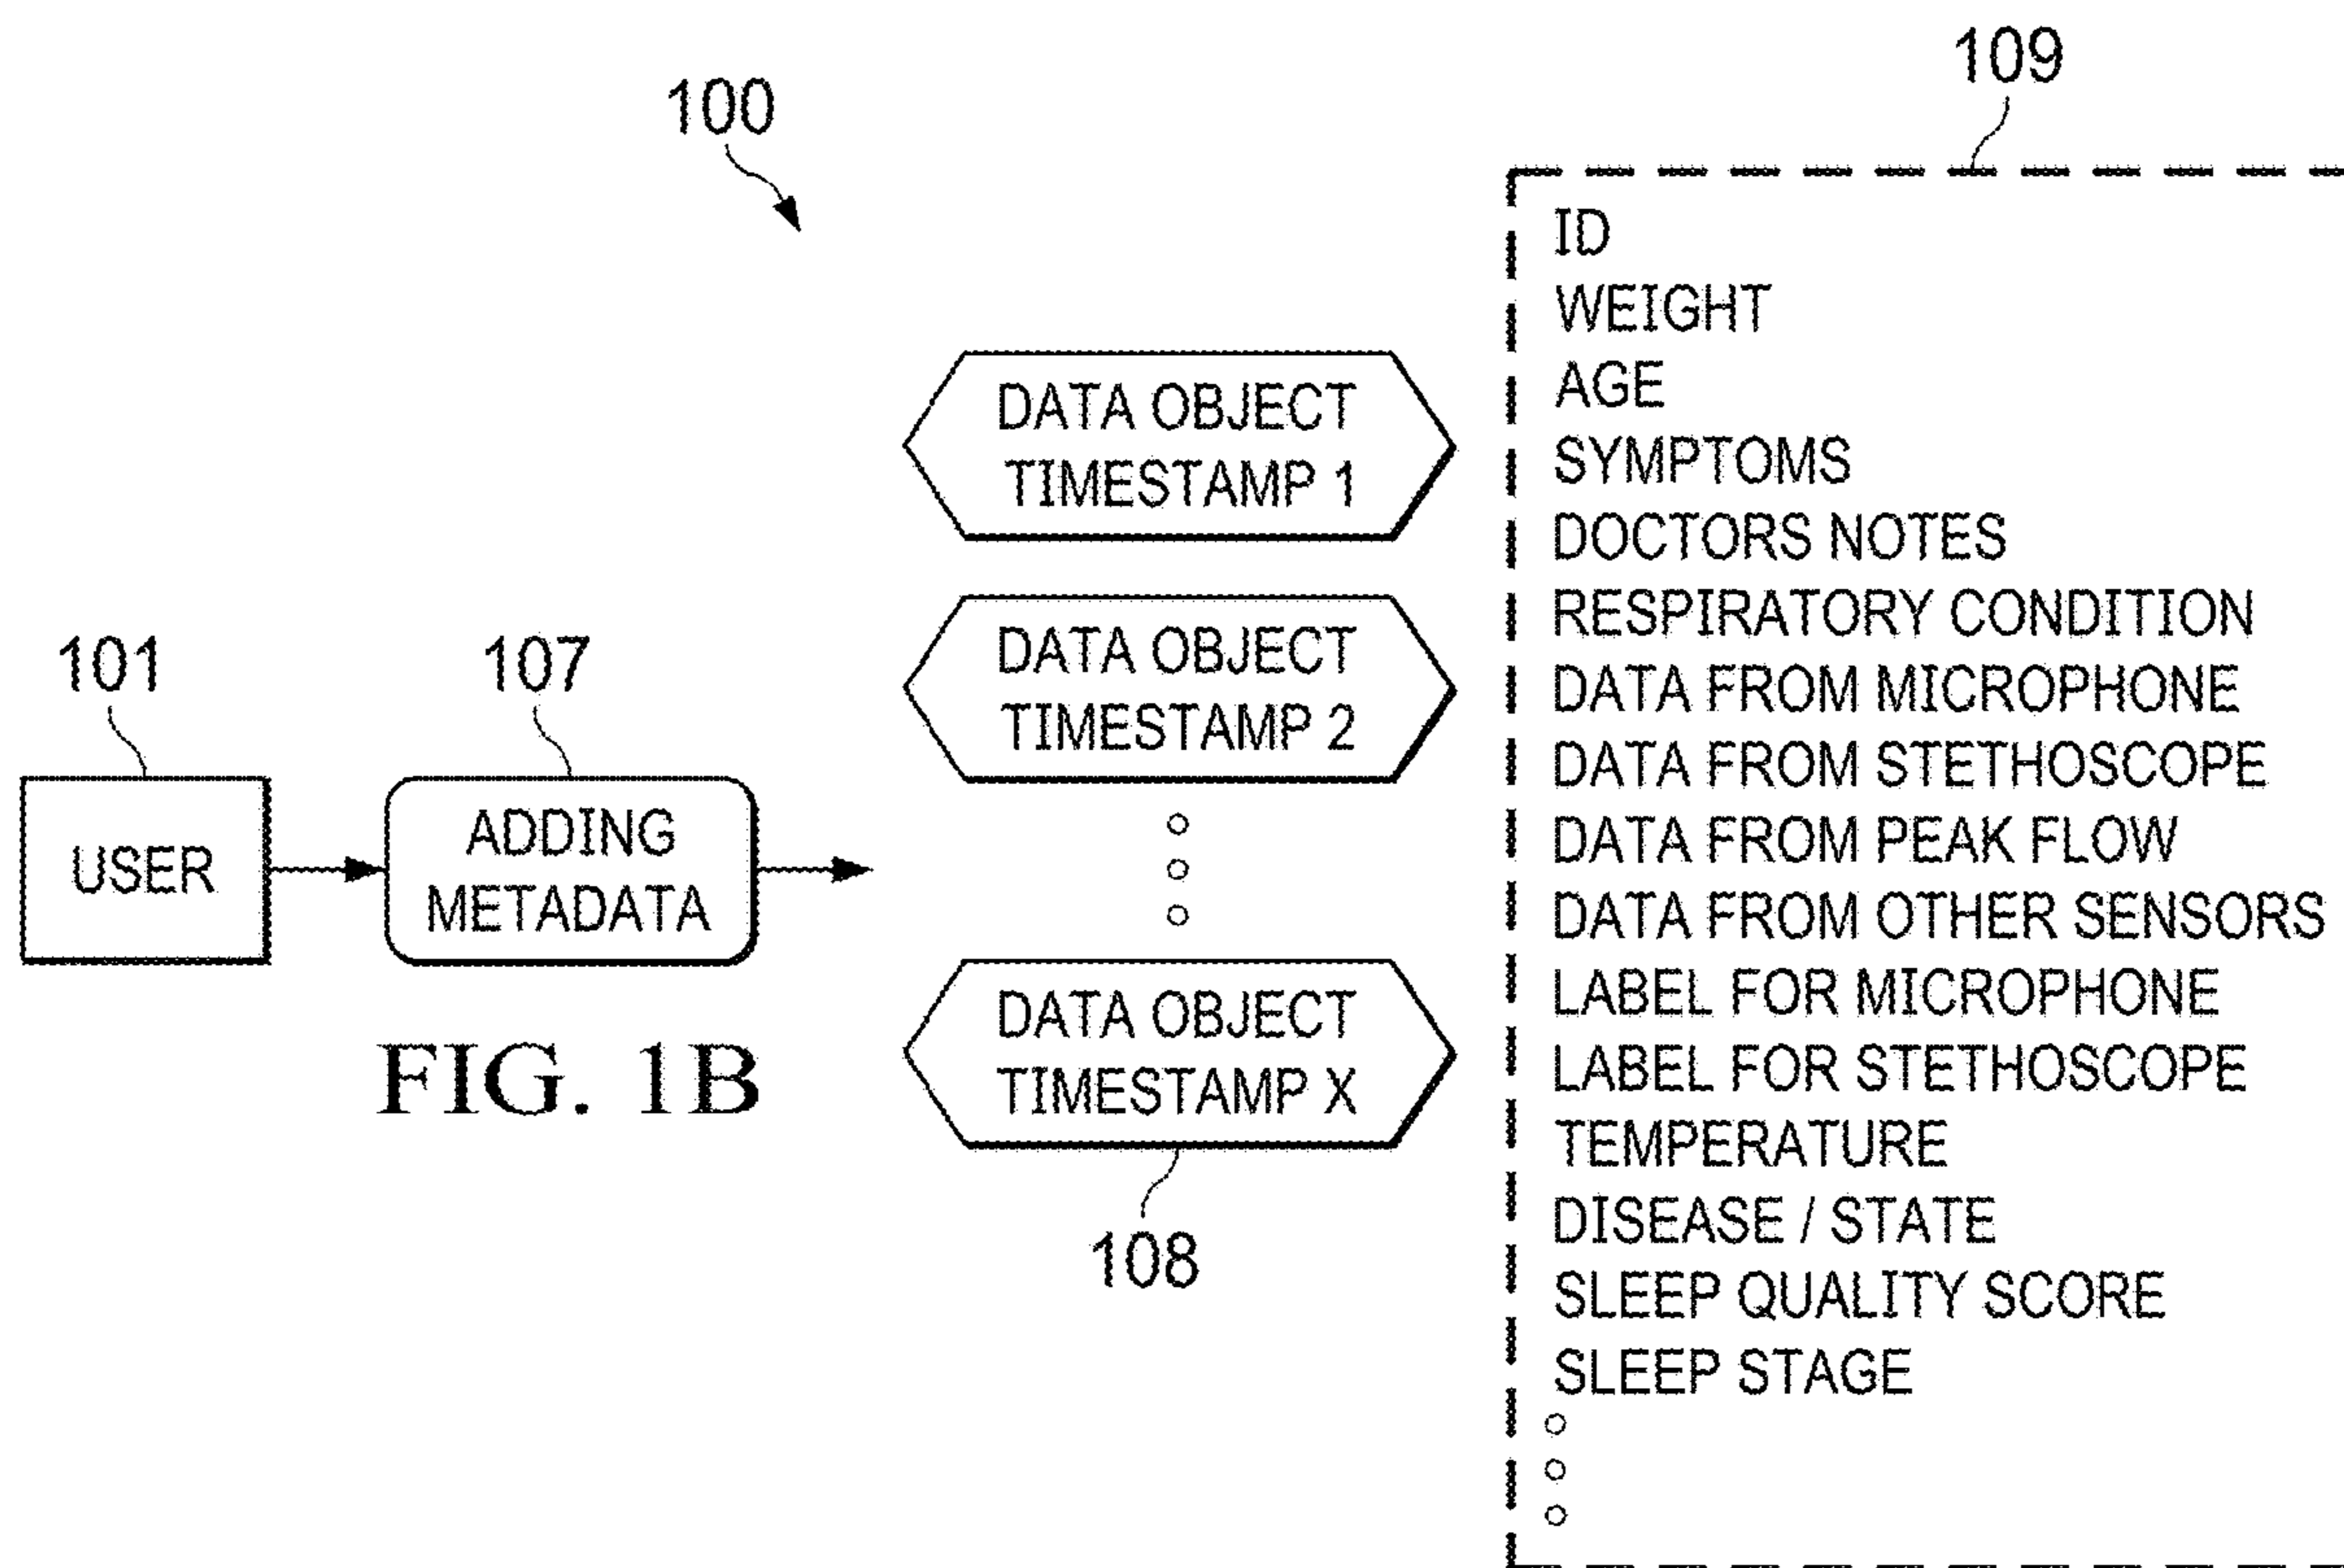 100
109
101
107
USER
ADDING
METADATA
DATA OBJECT
TIMESTAMP 1
DATA OBJECT
TIMESTAMP 2
DATA OBJECT
TIMESTAMP X
108
ID
WEIGHT
AGE
SYMPTOMS
DOCTORS NOTES
RESPIRATORY CONDITION
DATA FROM MICROPHONE
DATA FROM STETHOSCOPE
DATA FROM PEAK FLOW
DATA FROM OTHER SENSORS
LABEL FOR MICROPHONE
LABEL FOR STETHOSCOPE
TEMPERATURE
DISEASE / STATE
SLEEP QUALITY SCORE
SLEEP STAGE
FIG. 1B